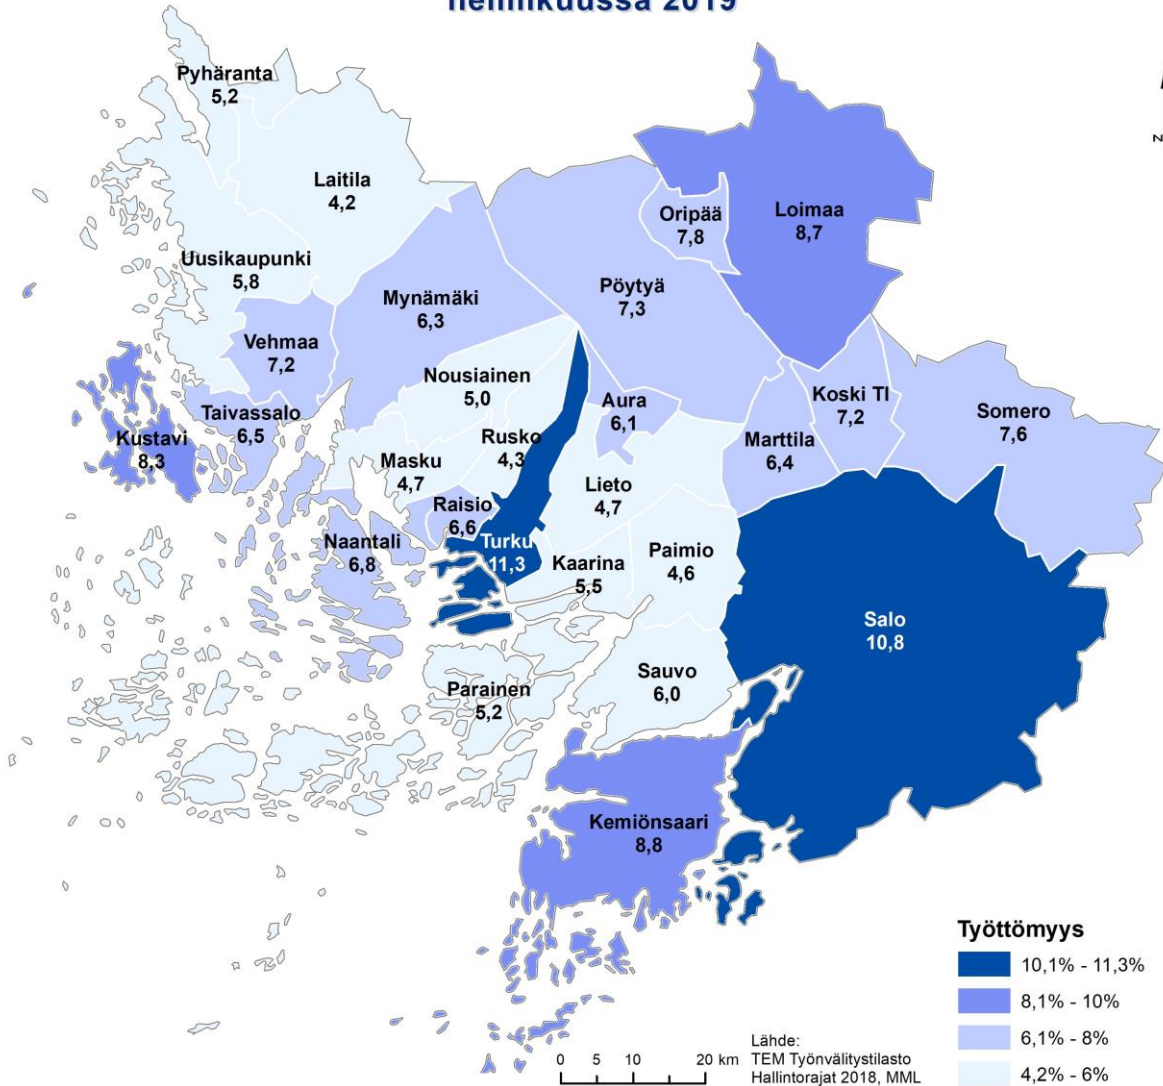 helmikuussa 2019
Pyhäranta
5,2
Laitila
4,2
Oripää
7,8
Loimaa
8,7
Uusikaupunki
5,8
Mynämäki
6,3
Pöytyä
7,3
Vehmaa
7,2
Nousiainen
5,0
Aura
6,1
Koski Tl
7,2
Somero
7,6
Taivassalo
6,5
Kustavi
8,3
Rusko
4,3
Marttila
6,4
Masku
4,7
Lieto
4,7
Raisio
6,6
Naantali
6,8
Turku
11,3
Kaarina
5,5
Paimio
4,6
Salo
10,8
Sauvo
6,0
Parainen
5,2
Kemiönsaari
8,8
Työttömyys
10,1% - 11,3%
8,1% - 10%
6,1% - 8%
4,2% - 6%
0 5 10 20 km
Lähde:
TEM Työnvälitystilasto
Hallintorajat 2018, MML